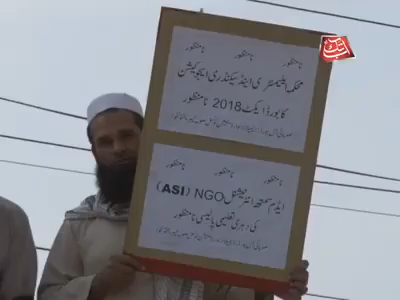 نامنظور نامنظور
نامنظور
محکمہ ایلیمنٹری اینڈ سیکنڈری ایجوکیشن
کا بورڈ ایکٹ 2018 نامنظور
نامنظور نامنظور
نامنظور
ایڈم سمتھ انٹرنیشنل NGO (ASI)
کی دہری تعلیمی پالیسی نامنظور